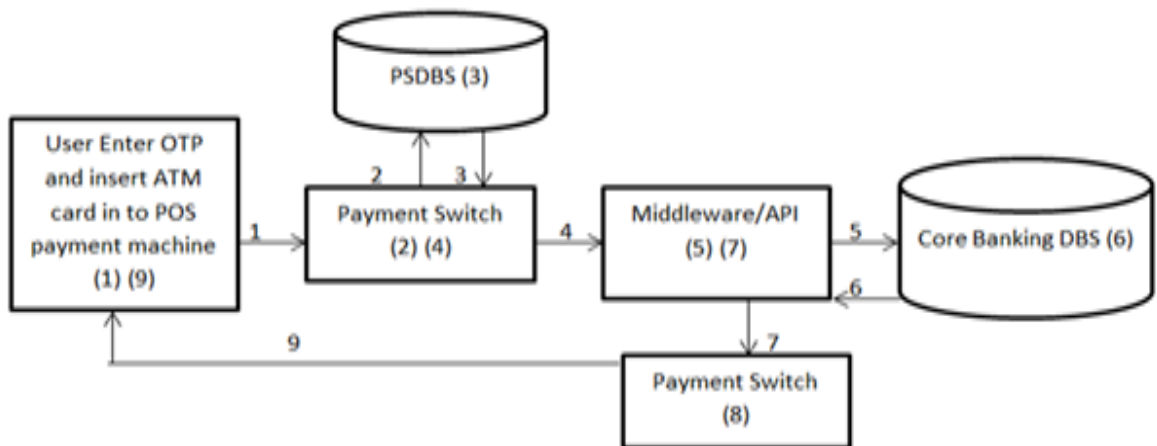 PSDBS (3)
User Enter OTP
and insert ATM
card in to POS
payment machine
(1) (9)
1
2
3
Payment Switch
(2) (4)
4
Middleware/API
(5) (7)
5
6
Core Banking DBS (6)
7
Payment Switch
(8)
9